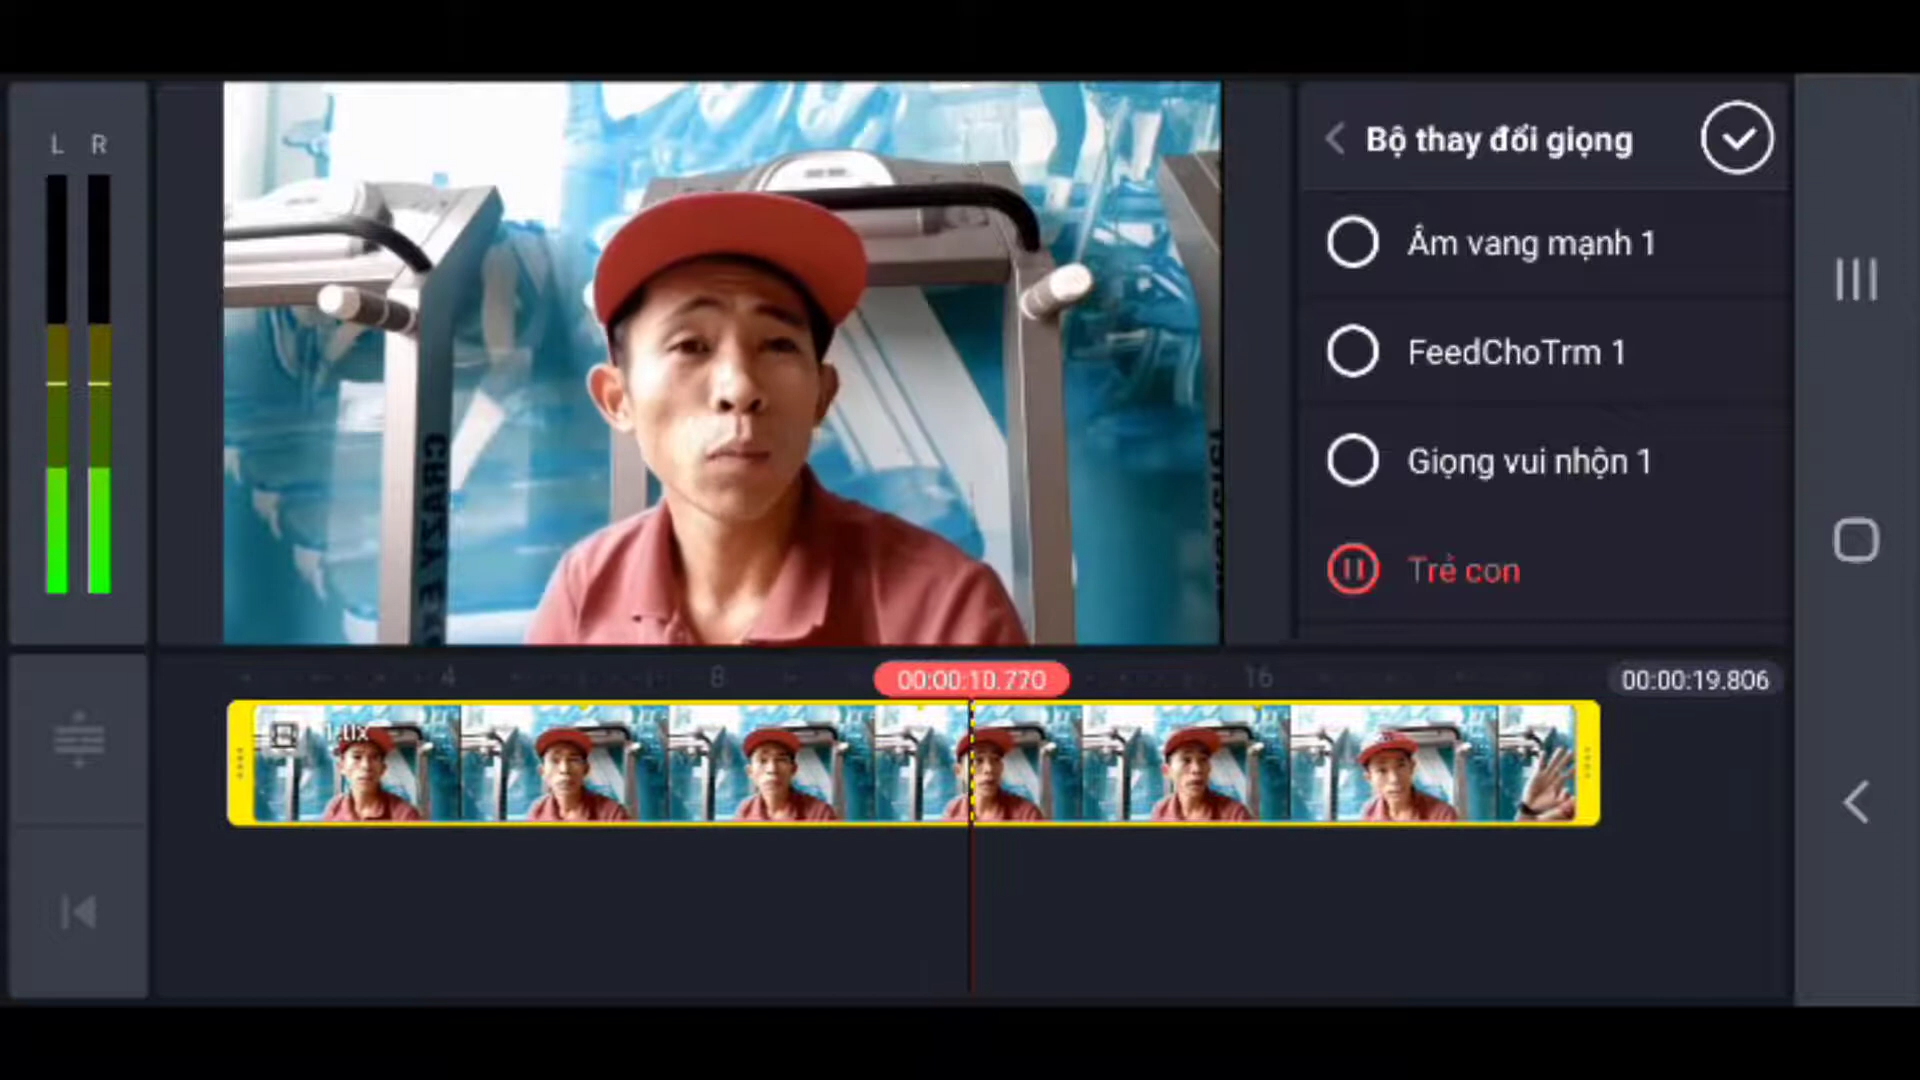 L R
Bộ thay đổi giọng
Âm vang mạnh 1
FeedChoTrm 1
Giọng vui nhộn 1
Trẻ con
4
8
00:00:10.770
16
00:00:19.806
CRAZY